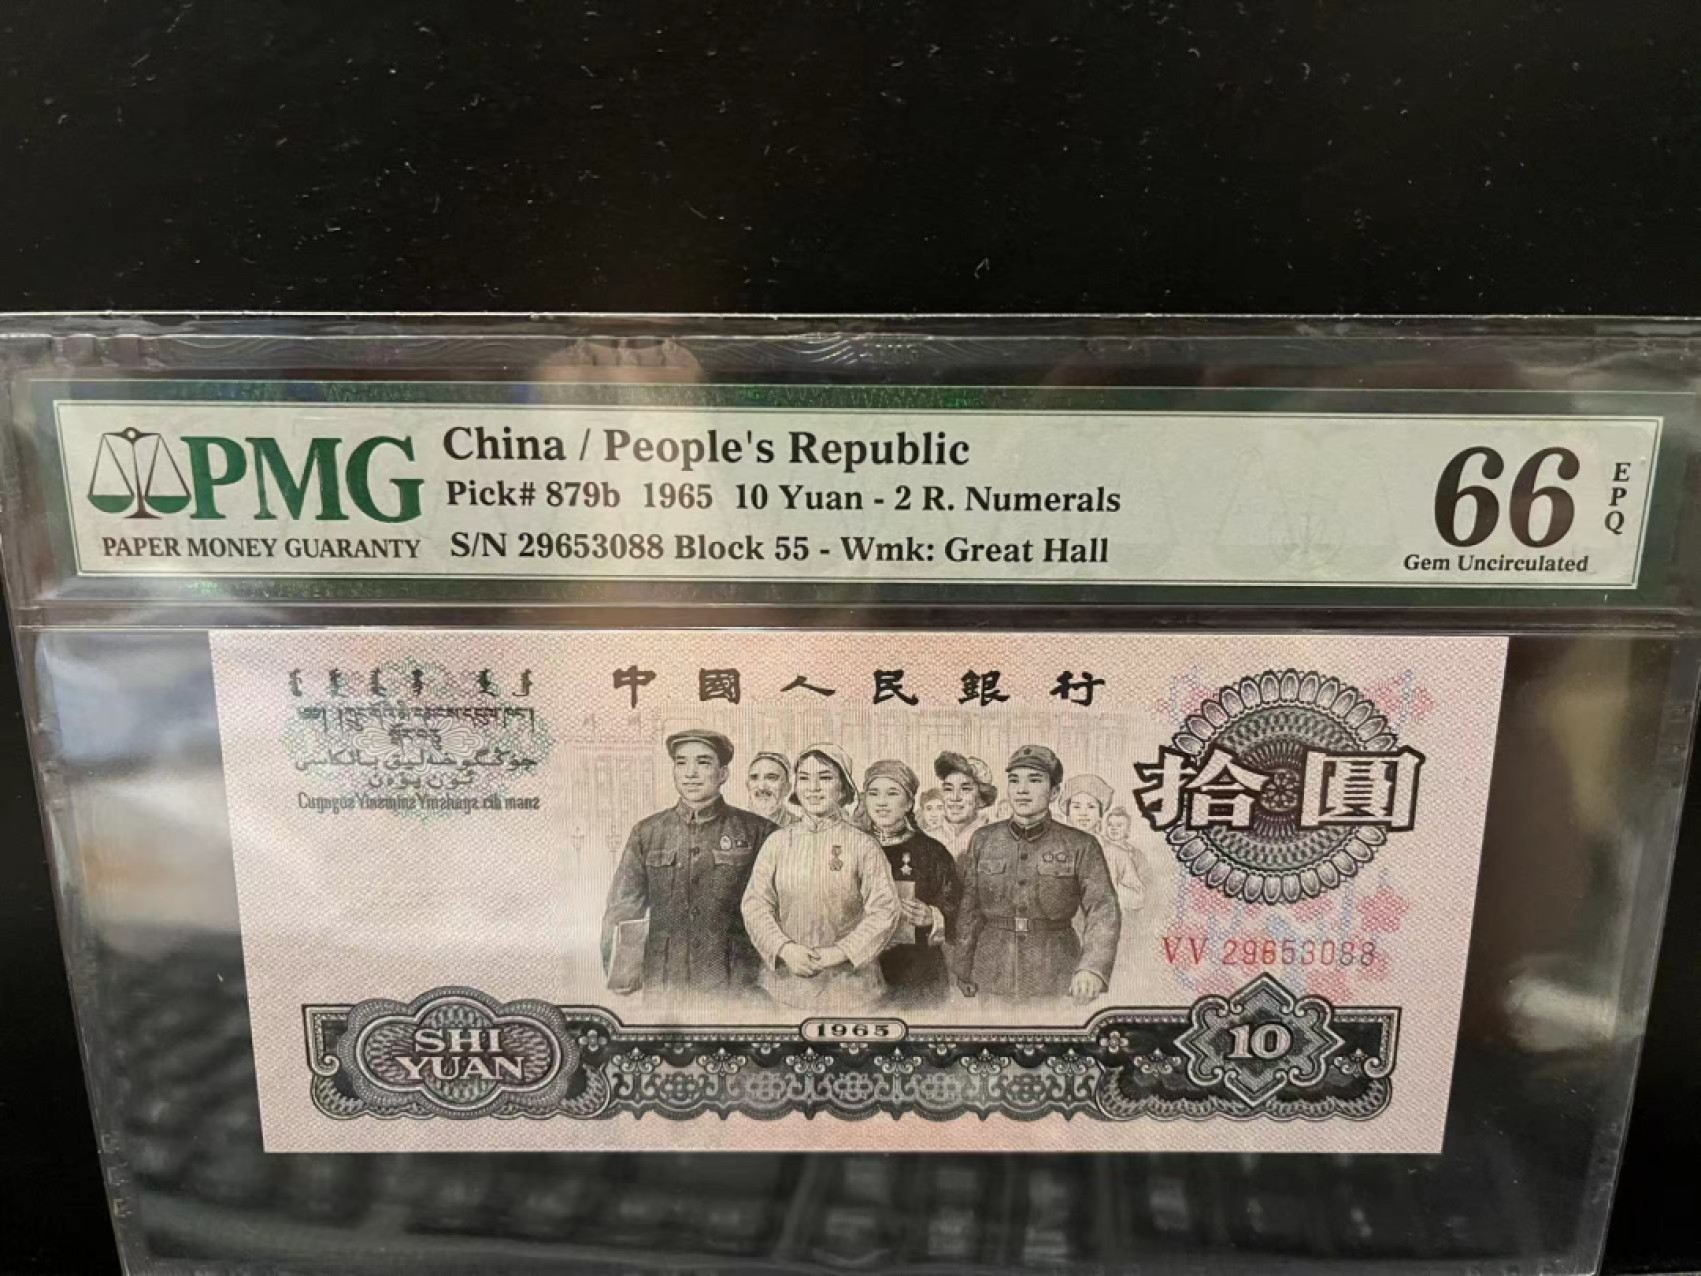 PMG
PAPER MONEY GUARANTY
China / People's Republic
Pick# 879b 1965 10 Yuan - 2 R. Numerals
S/N 29653088 Block 55 - Wmk: Great Hall
66
EPQ
Gem Uncirculated
中國人民銀行
拾圓
VV 29653088
1965
SHI
YUAN
10